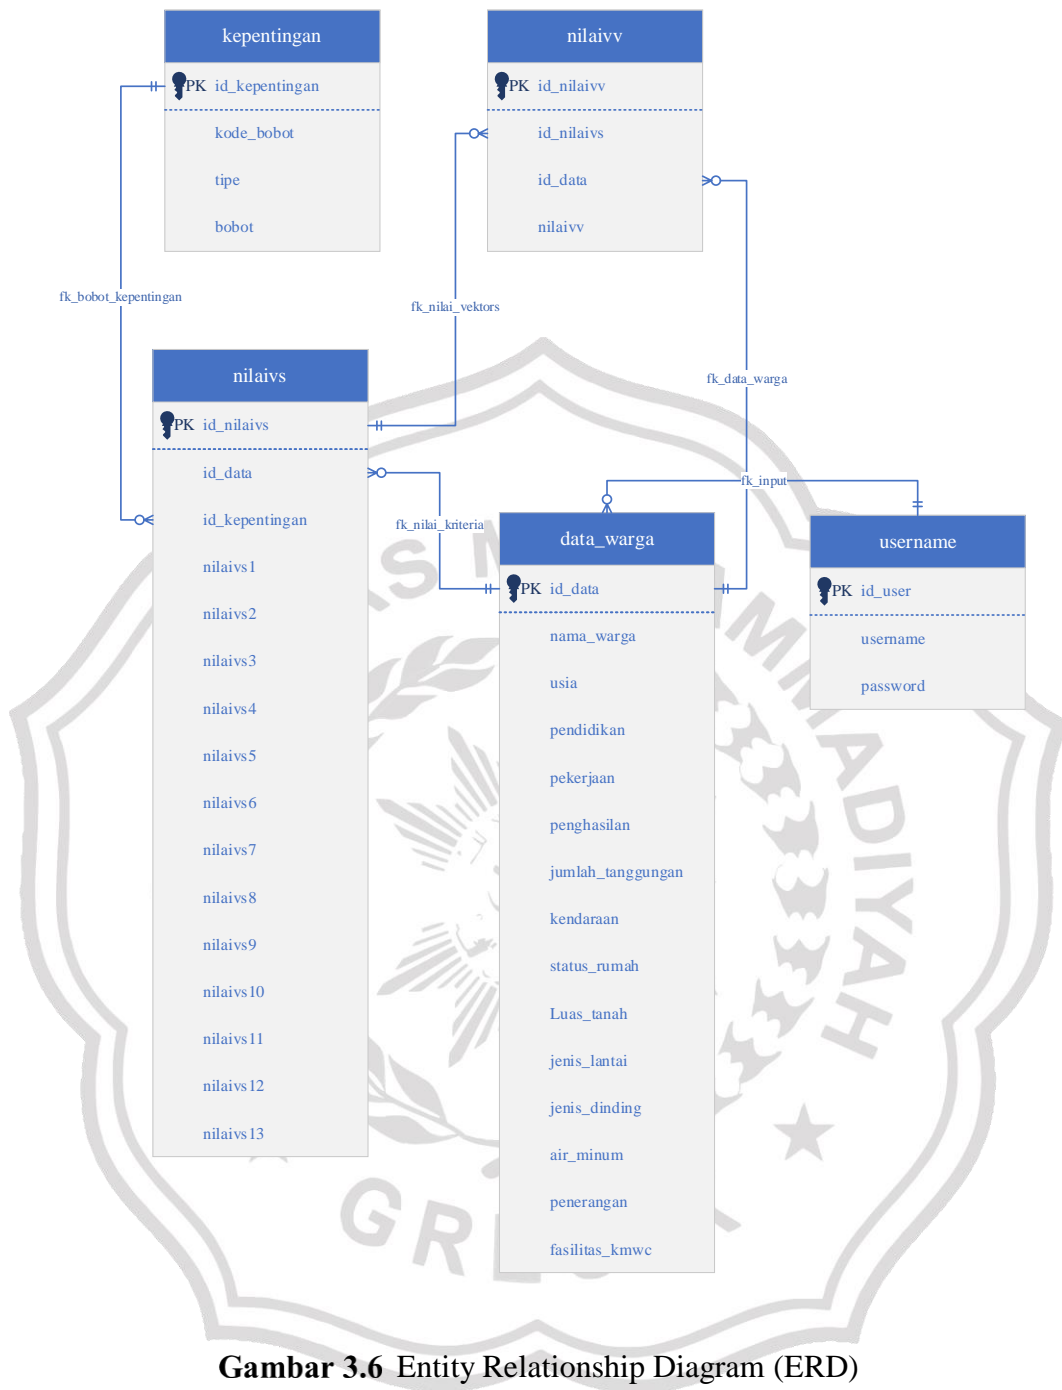 kepentingan
PK id_kepentingan
kode_bobot
tipe
bobot
nilaivv
PK id_nilaivv
id_nilaivs
id_data
nilaivv
fk_bobot_kepentingan
fk_nilai_vektors
fk_data_warga
fk_input
fk_nilai_kriteria
nilaivs
PK id_nilaivs
id_data
id_kepentingan
nilaivs1
nilaivs2
nilaivs3
nilaivs4
nilaivs5
nilaivs6
nilaivs7
nilaivs8
nilaivs9
nilaivs10
nilaivs11
nilaivs12
nilaivs13
data_warga
PK id_data
nama_warga
usia
pendidikan
pekerjaan
penghasilan
jumlah_tanggungan
kendaraan
status_rumah
Luas_tanah
jenis_lantai
jenis_dinding
air_minum
penerangan
fasilitas_kmwc
username
PK id_user
username
password
Gambar 3.6 Entity Relationship Diagram (ERD)